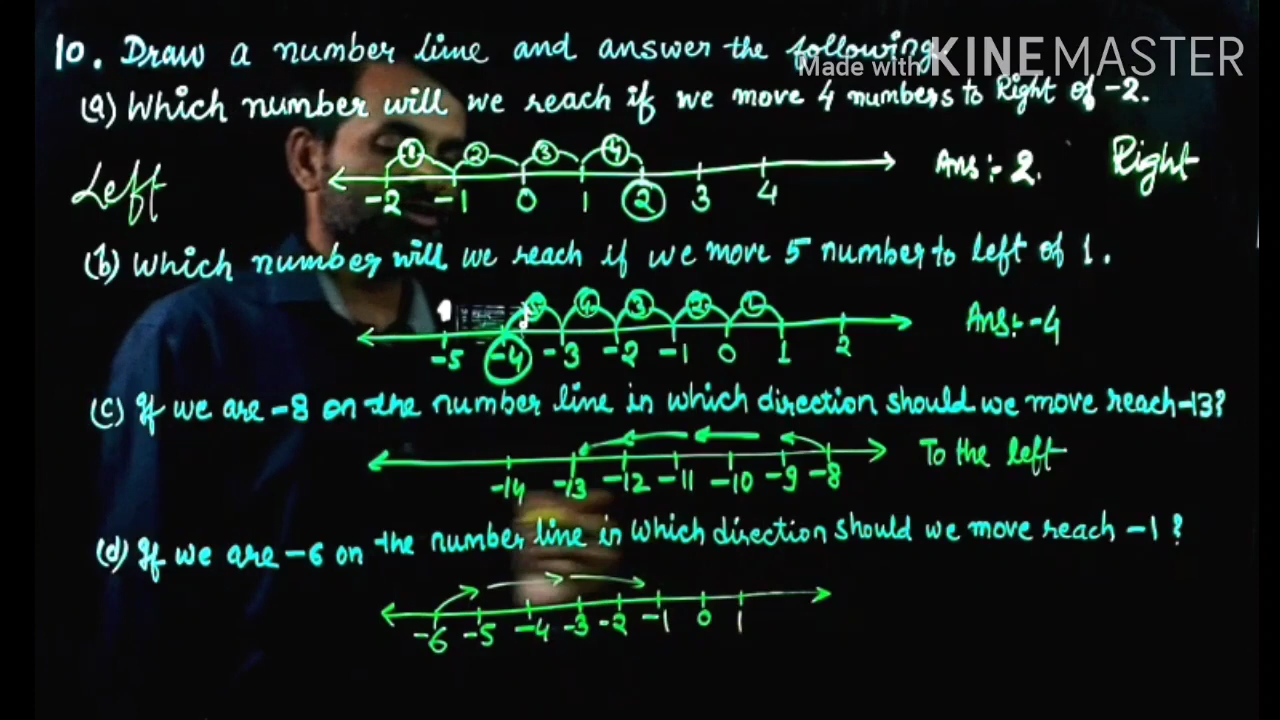 10. Draw a number line and answer the following
Made with KINEMASTER
(a) Which number will we reach if we move 4 numbers to Right of -2.
1 2 3 4
Left
-2 -1 0 1 2 3 4
Ans:- 2.
Right
(b) Which number will we reach if we move 5 number to left of 1.
5 4 3 2 1
-5 -4 -3 -2 -1 0 1 2
Ans:- -4
(c) If we are -8 on the number line in which direction should we move reach -13?
-14 -13 -12 -11 -10 -9 -8
To the left
(d) If we are -6 on the number line in which direction should we move reach -1?
-6 -5 -4 -3 -2 -1 0 1